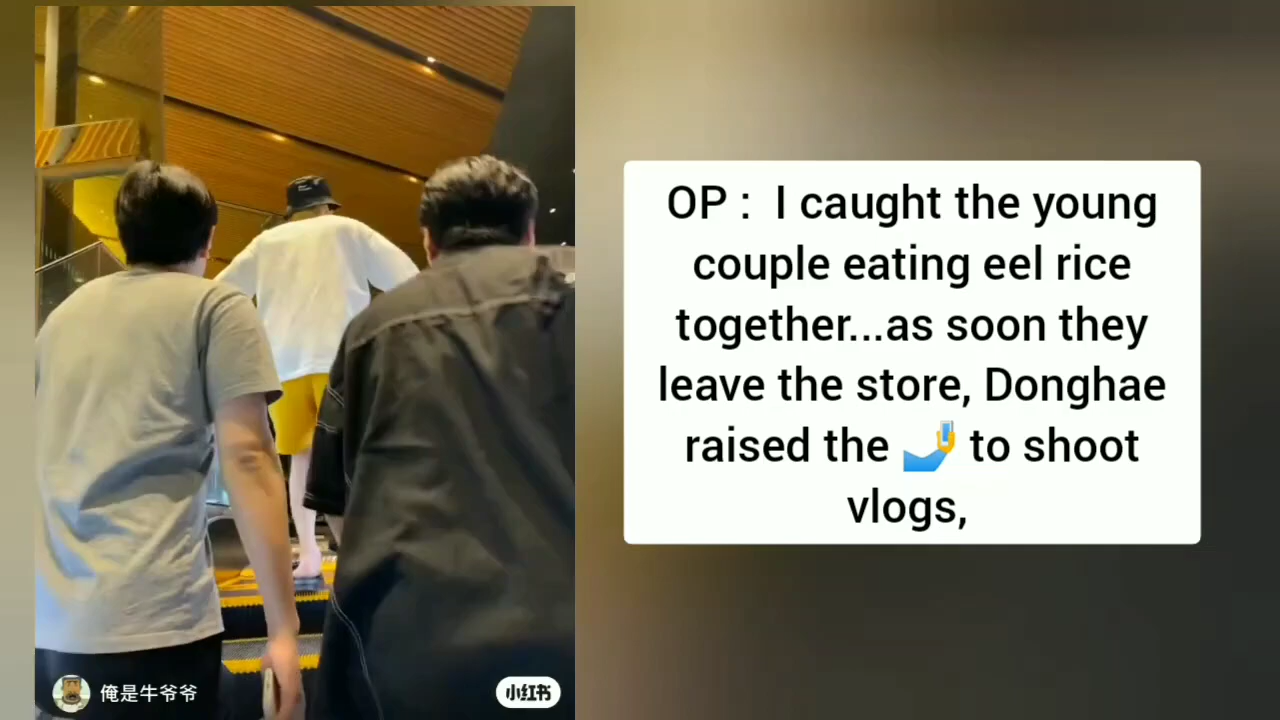 OP : I caught the young
couple eating eel rice
together...as soon they
leave the store, Donghae
raised the 🤳 to shoot
vlogs,
俺是牛爷爷
小红书